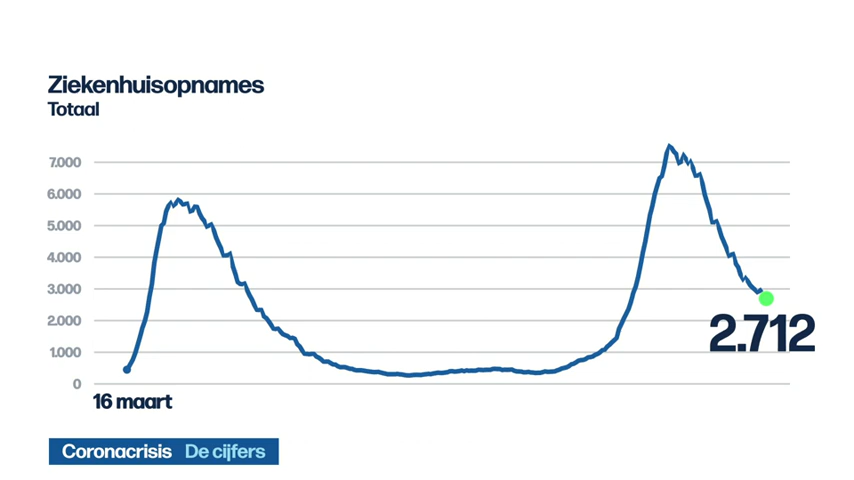 Ziekenhuisopnames
Totaal
7.000
6.000
5.000
4.000
3.000
2.000
1.000
0
2.712
16 maart
Coronacrisis De cijfers